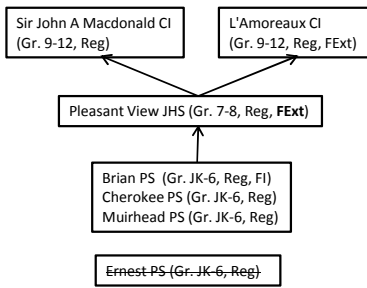 Sir John A Macdonald CI
(Gr. 9-12, Reg)
L'Amoreaux CI
(Gr. 9-12, Reg, FExt)
Pleasant View JHS (Gr. 7-8, Reg, FExt)
Brian PS (Gr. JK-6, Reg, FI)
Cherokee PS (Gr. JK-6, Reg)
Muirhead PS (Gr. JK-6, Reg)
Ernest PS (Gr. JK-6, Reg)